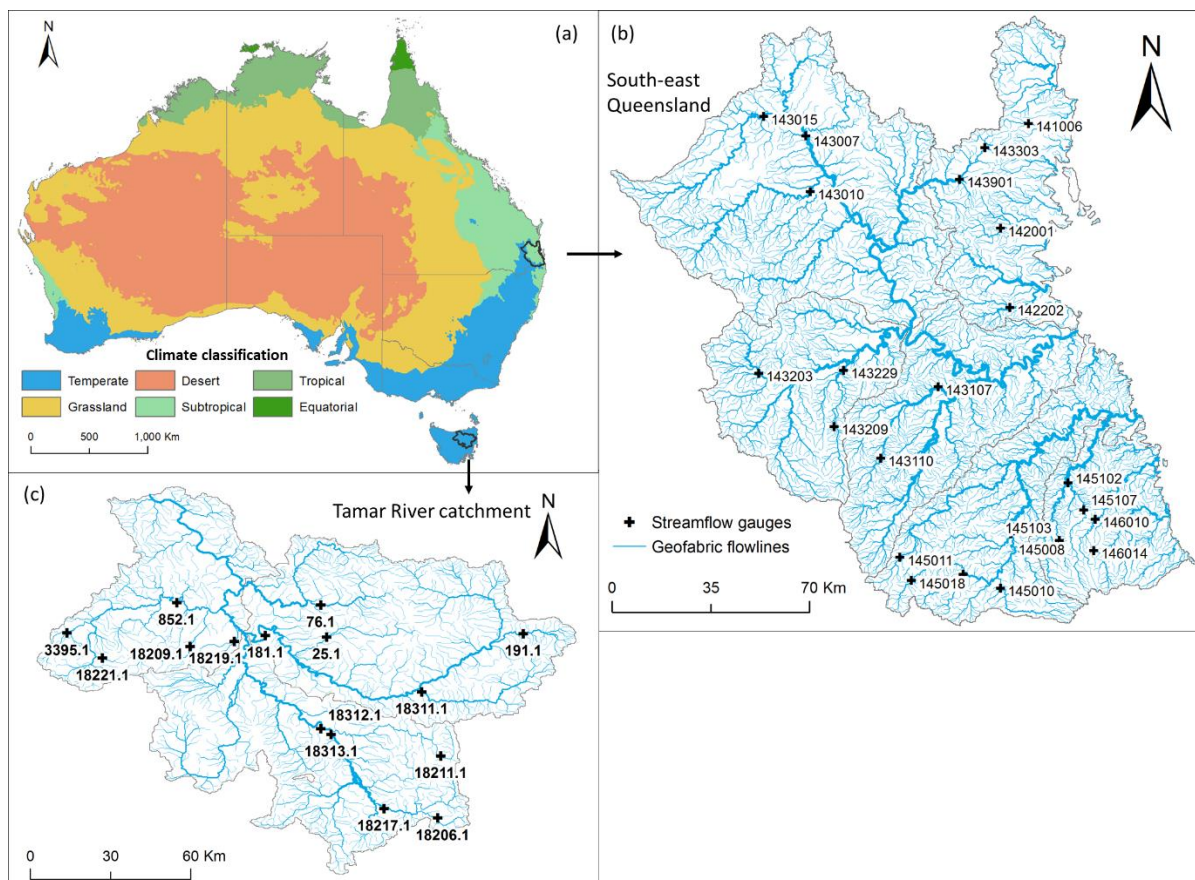 N
(a)
Climate classification
Temperate
Desert
Tropical
Grassland
Subtropical
Equatorial
0 500 1,000 Km
(b)
South-east
Queensland
N
143015
143007
141006
143303
143901
143010
142001
142202
143203
143229
143107
143209
143110
145102
145107
146010
145103
145008
146014
145011
145018
145010
Streamflow gauges
Geofabric flowlines
0 35 70 Km
(c)
Tamar River catchment
N
852.1
76.1
3395.1
18209.1
18219.1
181.1
25.1
191.1
18221.1
18311.1
18312.1
18313.1
18211.1
18217.1
18206.1
0 30 60 Km